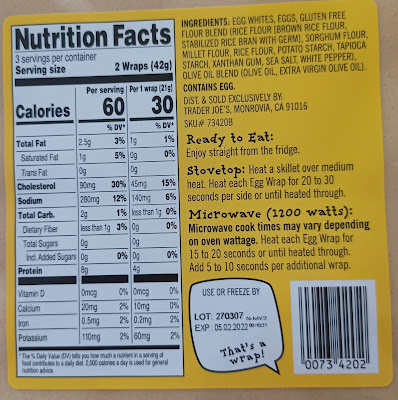 Nutrition Facts
3 servings per container
Serving size 2 Wraps (42g)
Calories
Per serving Per 1 wrap (21g)
60 30
% DV* % DV*
Total Fat 2.5g 3% 1g 1%
Saturated Fat 1g 5% 0g 0%
Trans Fat 0g 0g
Cholesterol 90mg 30% 45mg 15%
Sodium 280mg 12% 140mg 6%
Total Carb. 2g 1% less than 1g 0%
Dietary Fiber less than 1g 3% 0g 0%
Total Sugars 0g 0g
Incl. Added Sugars 0g 0% 0g 0%
Protein 8g 4g
Vitamin D 0mcg 0% 0mcg 0%
Calcium 20mg 2% 10mg 0%
Iron 0.5mg 2% 0.2mg 2%
Potassium 110mg 2% 60mg 2%
* The % Daily Value (DV) tells you how much a nutrient in a serving of
food contributes to a daily diet. 2,000 calories a day is used for general
nutrition advice.
INGREDIENTS: EGG WHITES, EGGS, GLUTEN FREE
FLOUR BLEND (RICE FLOUR [BROWN RICE FLOUR,
STABILIZED RICE BRAN WITH GERM], SORGHUM FLOUR,
MILLET FLOUR, RICE FLOUR, POTATO STARCH, TAPIOCA
STARCH, XANTHAN GUM, SEA SALT, WHITE PEPPER),
OLIVE OIL BLEND (OLIVE OIL, EXTRA VIRGIN OLIVE OIL).
CONTAINS EGG.
DIST. & SOLD EXCLUSIVELY BY:
TRADER JOE'S, MONROVIA, CA 91016
SKU# 73420B
Ready to Eat:
Enjoy straight from the fridge.
Stovetop: Heat a skillet over medium
heat. Heat each Egg Wrap for 20 to 30
seconds per side or until heated through.
Microwave (1200 watts):
Microwave cook times may vary depending
on oven wattage. Heat each Egg Wrap for
15 to 20 seconds or until heated through.
Add 5 to 10 seconds per additional wrap.
USE OR FREEZE BY
LOT: 270307
EXP: 05.02.2022
That's a
wrap!
0073 4202